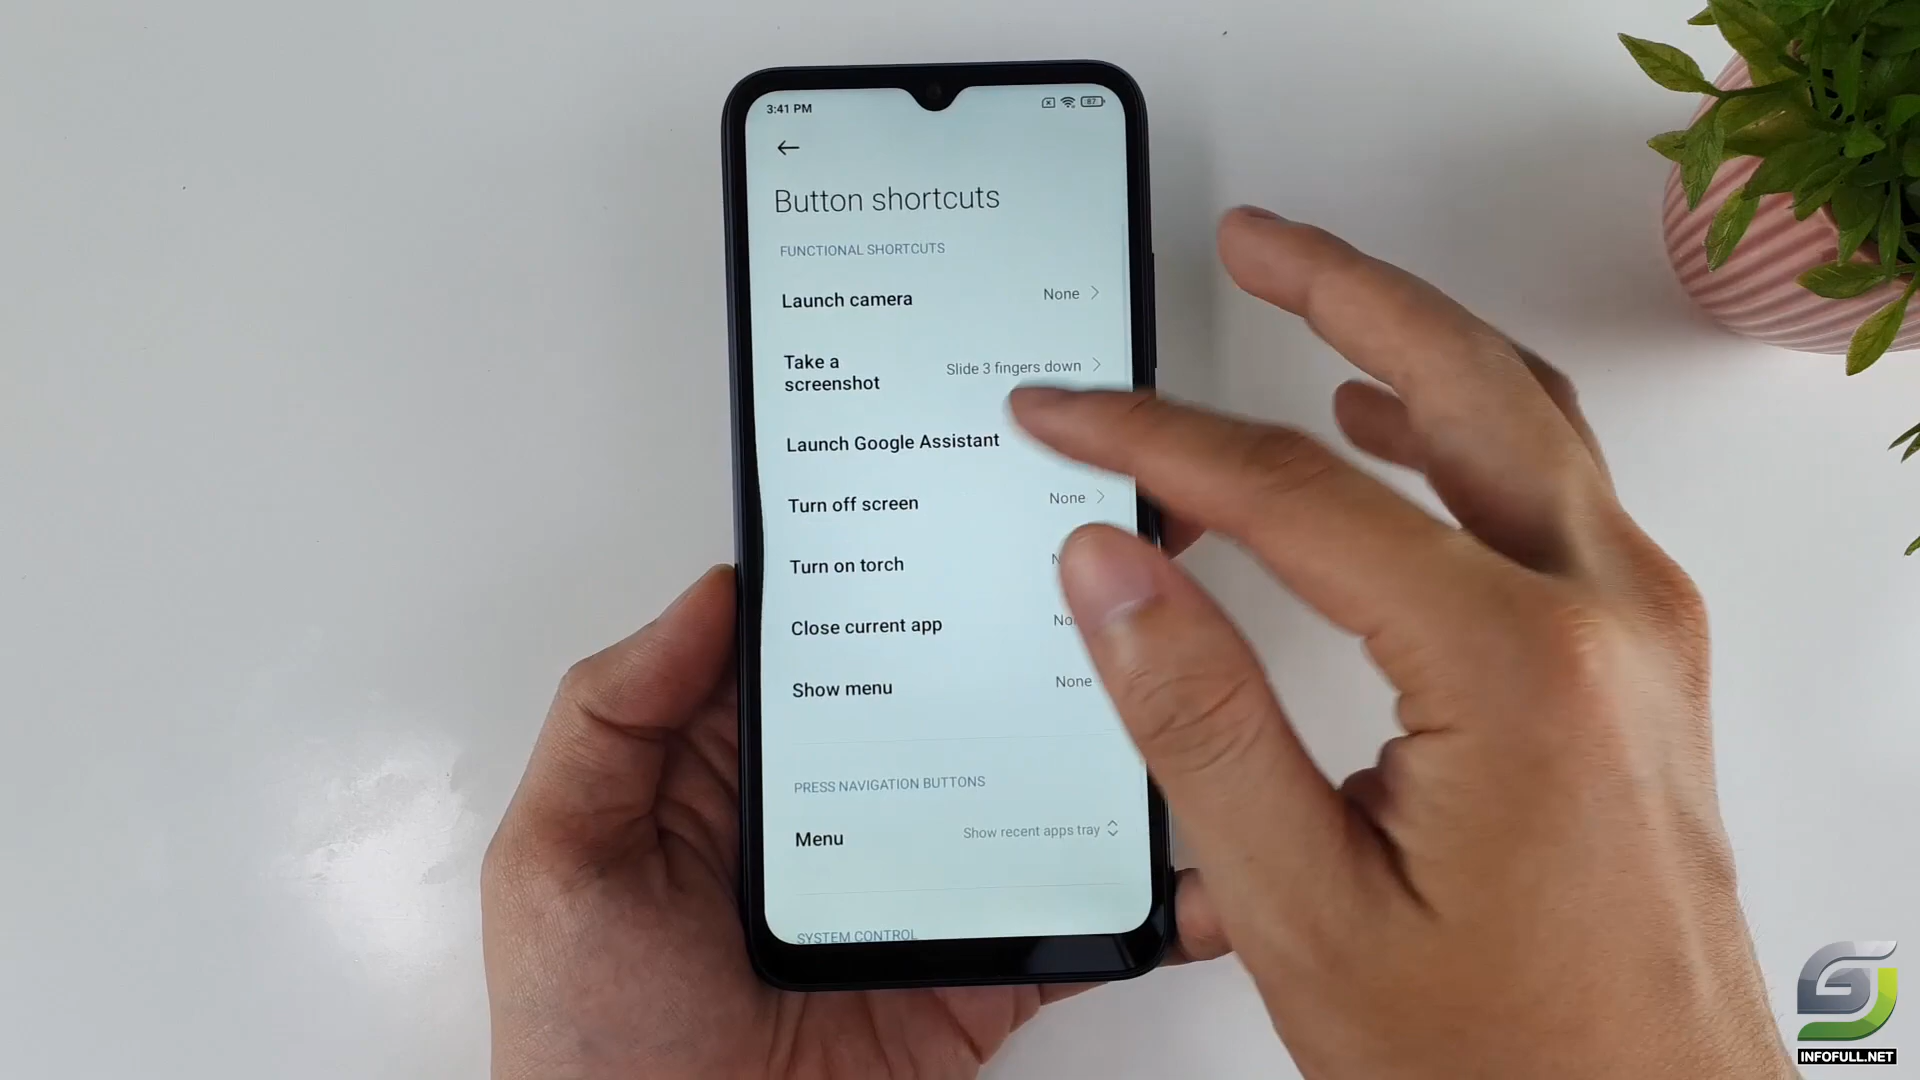 3:41 PM
87
Button shortcuts
FUNCTIONAL SHORTCUTS
Launch camera None
Take a
screenshot
Slide 3 fingers down
Launch Google Assistant
Turn off screen None
Turn on torch
Close current app
Show menu None
PRESS NAVIGATION BUTTONS
Menu Show recent apps tray
SYSTEM CONTROL
INFOFULL.NET